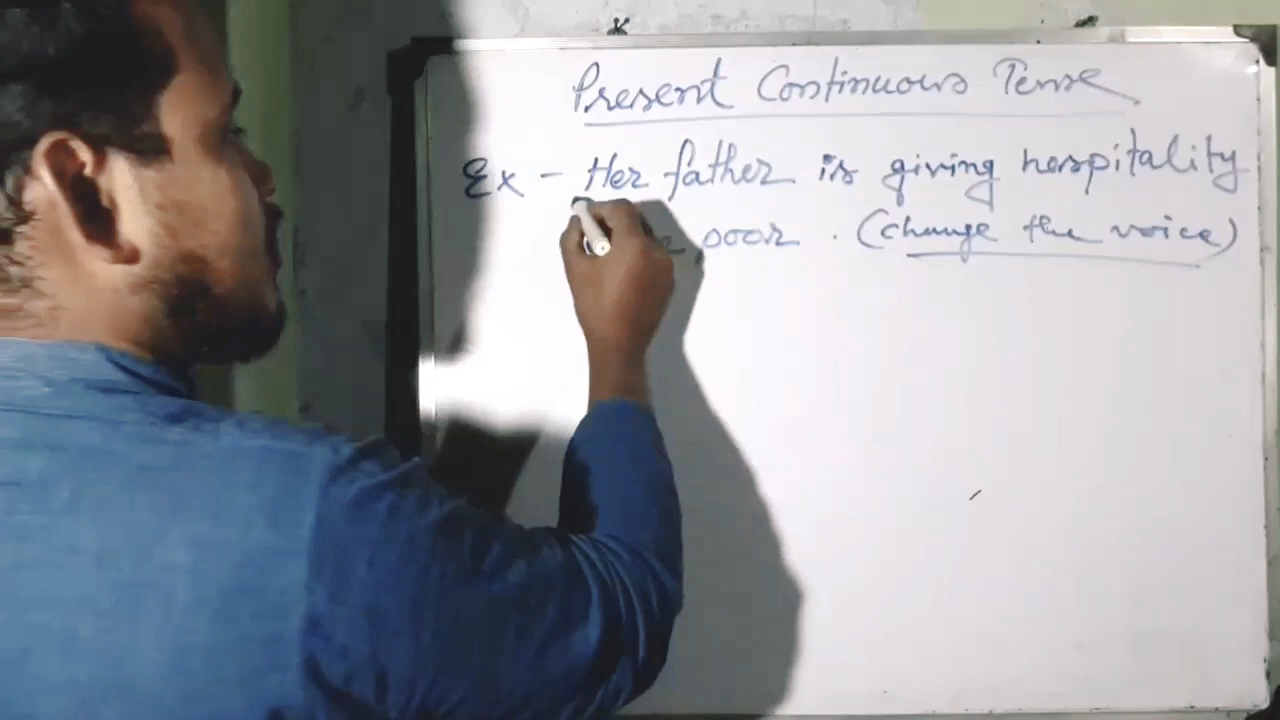 Present Continuous Tense
Ex - Her father is giving hospitality
poor. (change the voice)